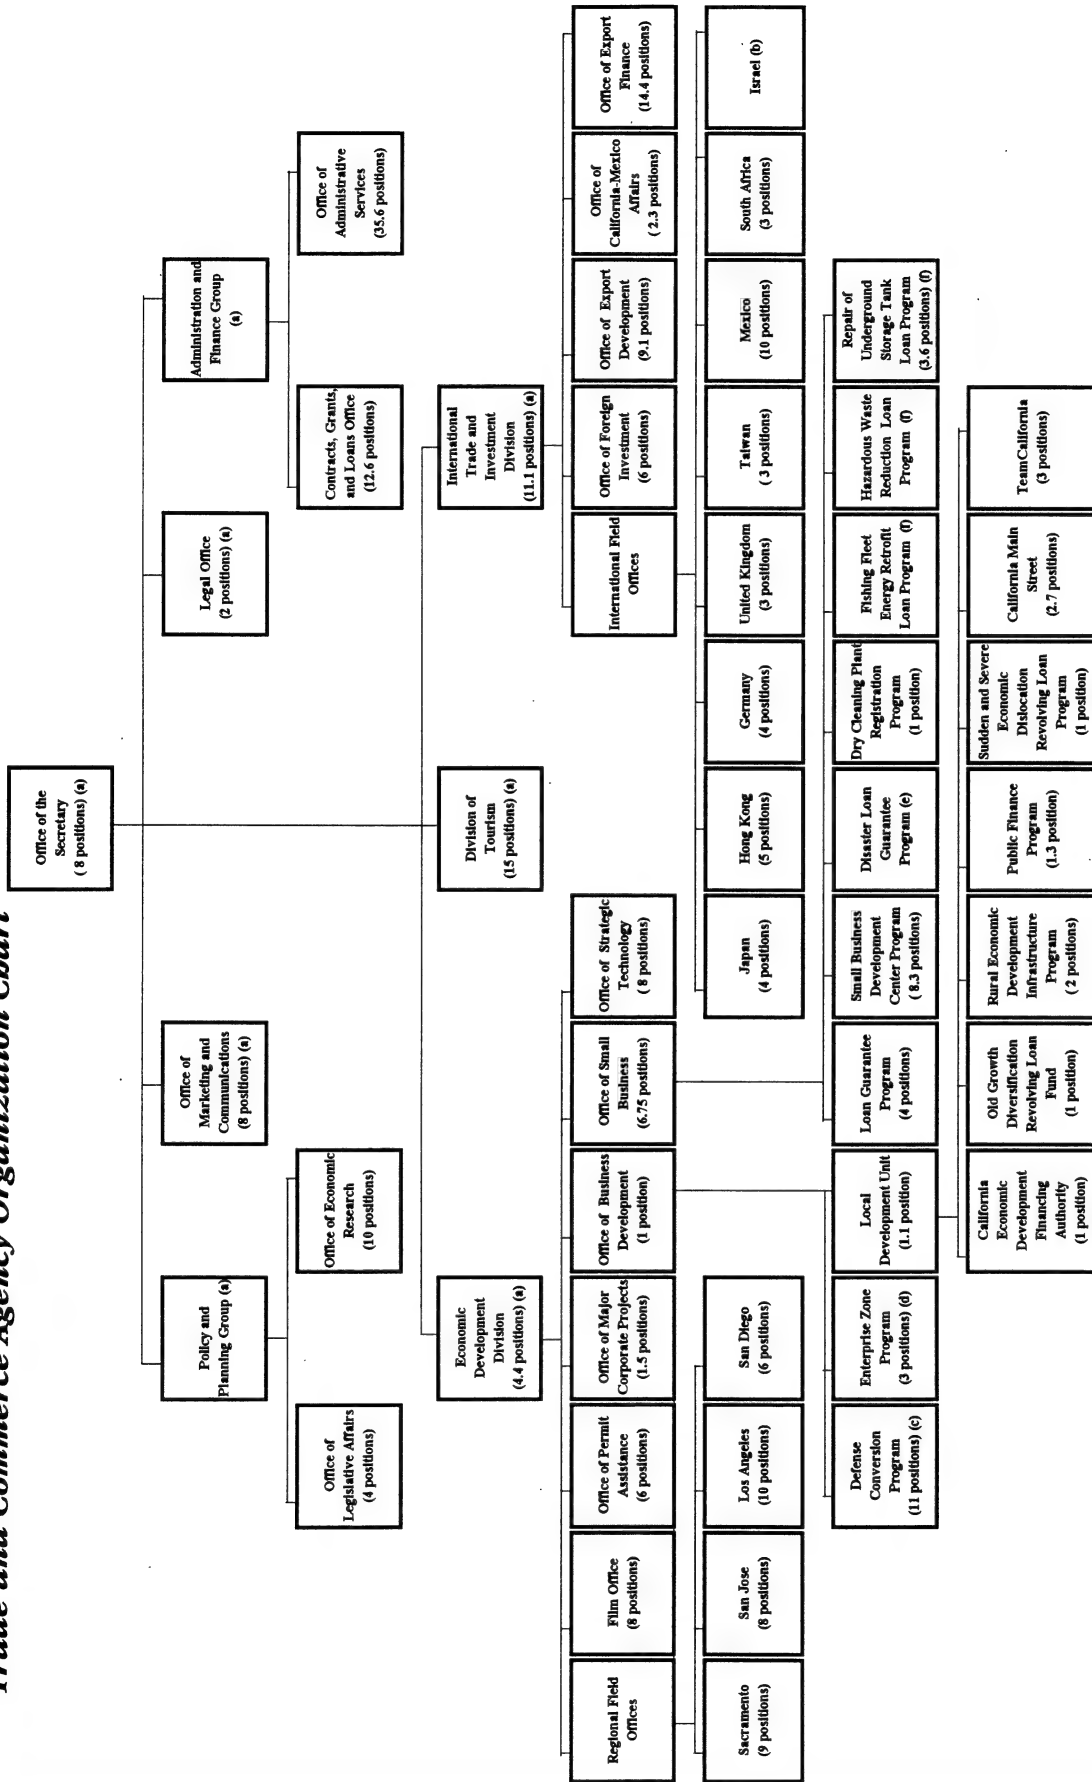 Trade and Commerce Agency Organization Chart
Office of the
Secretary
( 8 positions) (a)
Policy and
Planning Group (a)
Office of
Marketing and
Communications
(8 positions) (a)
Legal Office
(2 positions) (a)
Administration and
Finance Group
(a)
Office of
Legislative Affairs
(4 positions)
Office of Economic
Research
(10 positions)
Contracts, Grants,
and Loans Office
(12.6 positions)
Office of
Administrative
Services
(35.6 positions)
Economic
Development
Division
(4.4 positions) (a)
Division of
Tourism
(15 positions) (a)
International
Trade and
Investment
Division
(11.1 positions) (a)
Regional Field
Offices
Film Office
(8 positions)
Office of Permit
Assistance
(6 positions)
Office of Major
Corporate Projects
(1.5 positions)
Office of Business
Development
(1 position)
Office of Small
Business
(6.75 positions)
Office of Strategic
Technology
( 8 positions)
International Field
Offices
Office of Foreign
Investment
(6 positions)
Office of Export
Development
(9.1 positions)
Office of
California-Mexico
Affairs
( 2.3 positions)
Office of Export
Finance
(14.4 positions)
Sacramento
(9 positions)
San Jose
(8 positions)
Los Angeles
(10 positions)
San Diego
(6 positions)
Japan
(4 positions)
Hong Kong
(5 positions)
Germany
(4 positions)
United Kingdom
(3 positions)
Taiwan
( 3 positions)
Mexico
(10 positions)
South Africa
(3 positions)
Israel (b)
Defense
Conversion
Program
(11 positions) (c)
Enterprise Zone
Program
(3 positions) (d)
Local
Development Unit
(1.1 position)
Loan Guarantee
Program
(4 positions)
Small Business
Development
Center Program
( 8.3 positions)
Disaster Loan
Guarantee
Program (e)
Dry Cleaning Plant
Registration
Program
(1 position)
Fishing Fleet
Energy Retrofit
Loan Program (f)
Hazardous Waste
Reduction Loan
Program (f)
Repair of
Underground
Storage Tank
Loan Program
(3.6 positions) (f)
California
Economic
Development
Financing
Authority
(1 position)
Old Growth
Diversification
Revolving Loan
Fund
(1 position)
Rural Economic
Development
Infrastructure
Program
( 2 positions)
Public Finance
Program
(1.3 position)
Sudden and Severe
Economic
Dislocation
Revolving Loan
Program
(1 position)
California Main
Street
(2.7 positions)
TeamCalifornia
(3 positions)